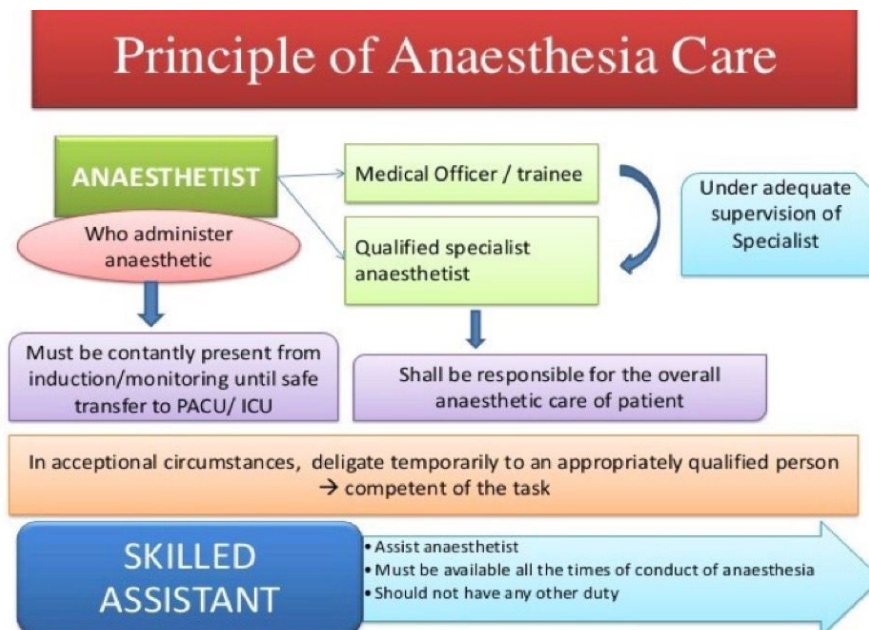 Principle of Anaesthesia Care
ANAESTHETIST
Who administer
anaesthetic
Medical Officer / trainee
Qualified specialist
anaesthetist
Under adequate
supervision of
Specialist
Must be contantly present from
induction/monitoring until safe
transfer to PACU/ ICU
Shall be responsible for the overall
anaesthetic care of patient
In acceptional circumstances, deligate temporarily to an appropriately qualified person
→ competent of the task
SKILLED
ASSISTANT
• Assist anaesthetist
• Must be available all the times of conduct of anaesthesia
• Should not have any other duty